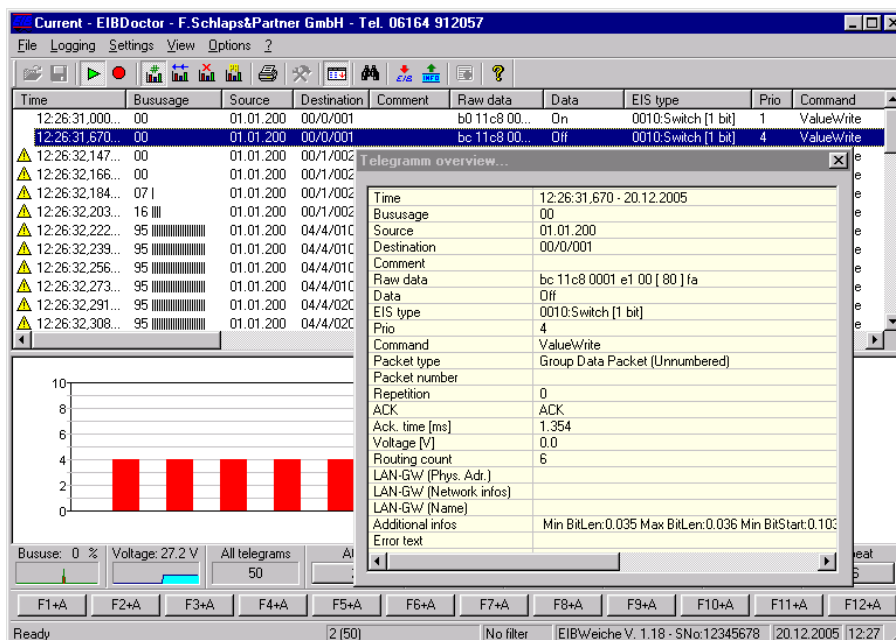 Current - EIBDoctor - F.Schlaps&Partner GmbH - Tel. 06164 912057
File Logging Settings View Options ?
EIB INFO
Time Bususage Source Destination Comment Raw data Data EIS type Prio Command
12:26:31,000... 00 01.01.200 00/0/001 b0 11c8 00... On 0010:Switch [1 bit] 1 ValueWrite
12:26:31,670... 00 01.01.200 00/0/001 bc 11c8 00... Off 0010:Switch [1 bit] 4 ValueWrite
12:26:32,147... 00 01.01.200 00/1/002 e
12:26:32,166... 00 01.01.200 00/1/002 e
12:26:32,184... 07 01.01.200 00/1/002 e
12:26:32,203... 16 01.01.200 00/1/002 e
12:26:32,222... 95 01.01.200 04/4/010 e
12:26:32,239... 95 01.01.200 04/4/010 e
12:26:32,256... 95 01.01.200 04/4/010 e
12:26:32,273... 95 01.01.200 04/4/010 e
12:26:32,291... 95 01.01.200 04/4/020 e
12:26:32,308... 95 01.01.200 04/4/020 e
Telegramm overview...
Time 12:26:31,670 - 20.12.2005
Bususage 00
Source 01.01.200
Destination 00/0/001
Comment
Raw data bc 11c8 0001 e1 00 [ 80 ] fa
Data Off
EIS type 0010:Switch [1 bit]
Prio 4
Command ValueWrite
Packet type Group Data Packet (Unnumbered)
Packet number
Repetition 0
ACK ACK
Ack. time [ms] 1.354
Voltage [V] 0.0
Routing count 6
LAN-GW (Phys. Adr.)
LAN-GW (Network infos)
LAN-GW (Name)
Additional infos Min BitLen:0.035 Max BitLen:0.036 Min BitStart:0.103
Error text
10
8
6
4
2
0
Bususe: 0 % Voltage: 27.2 V All telegrams
50
F1+A F2+A F3+A F4+A F5+A F6+A F7+A F8+A F9+A F10+A F11+A F12+A
Ready 2 (50) No filter EIBWeiche V. 1.18 - SNo:12345678 20.12.2005 12:27